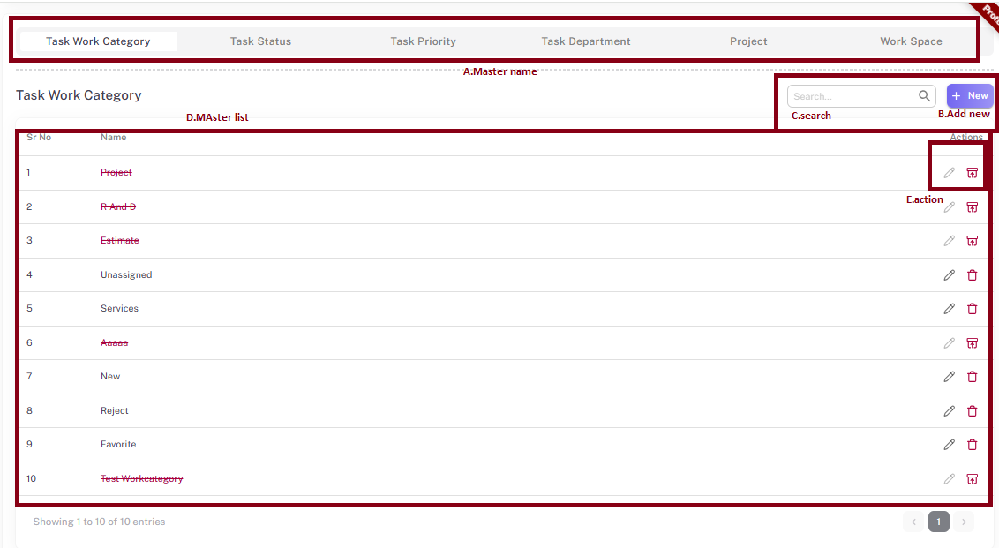 Task Work Category Task Status Task Priority Task Department Project Work Space
A.Master name
Task Work Category Search... + New
D.MAster list C.search B.Add new
Sr No Name Actions
1 Project
E.action
2 R And D
3 Estimate
4 Unassigned
5 Services
6 Aaaaa
7 New
8 Reject
9 Favorite
10 Test Workcategory
Showing 1 to 10 of 10 entries < 1 >